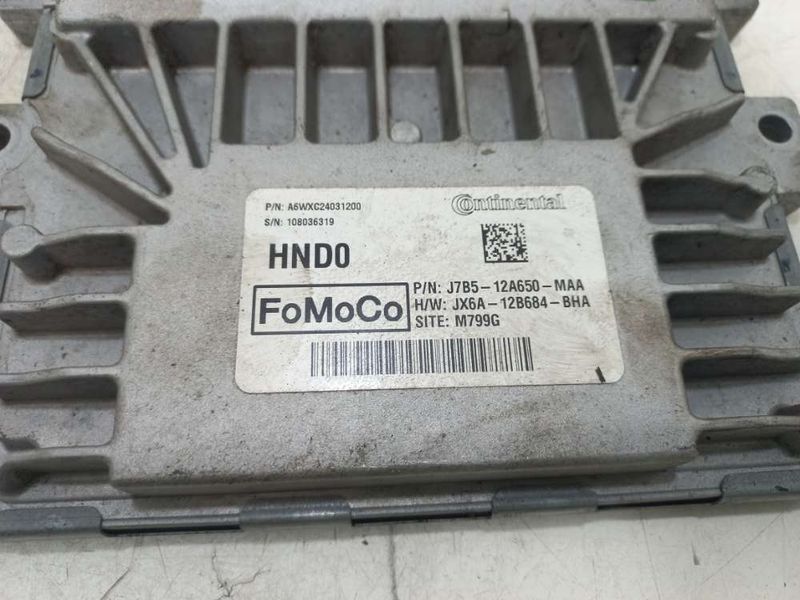 P/N: A6WXC24031200
Continental
S/N: 108036319
HND0
P/N: J7B5-12A650-MAA
H/W: JX6A-12B684-BHA
SITE: M799G
FoMoCo